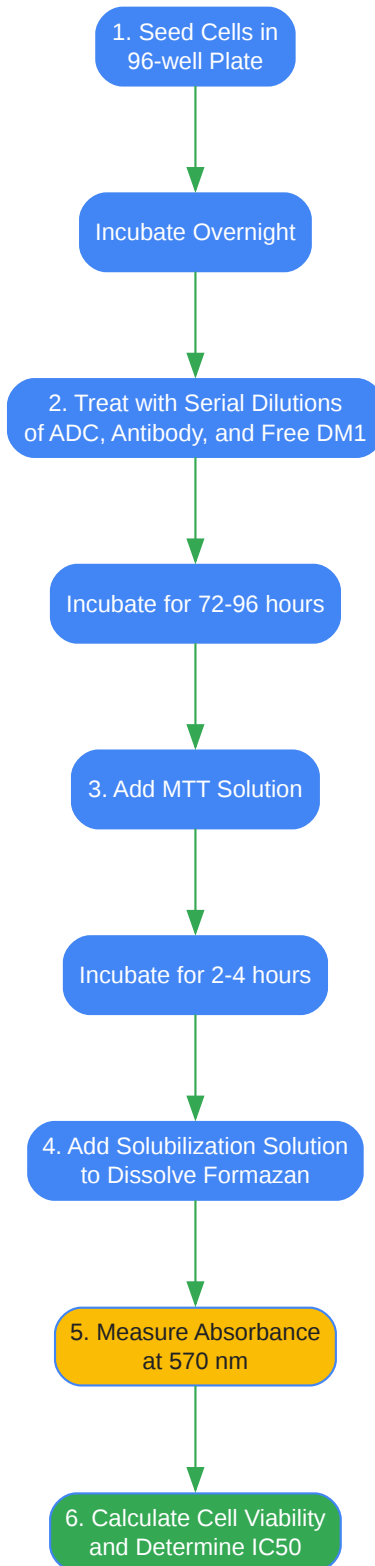 1. Seed Cells in
96-well Plate
Incubate Overnight
2. Treat with Serial Dilutions
of ADC, Antibody, and Free DM1
Incubate for 72-96 hours
3. Add MTT Solution
Incubate for 2-4 hours
4. Add Solubilization Solution
to Dissolve Formazan
5. Measure Absorbance
at 570 nm
6. Calculate Cell Viability
and Determine IC50